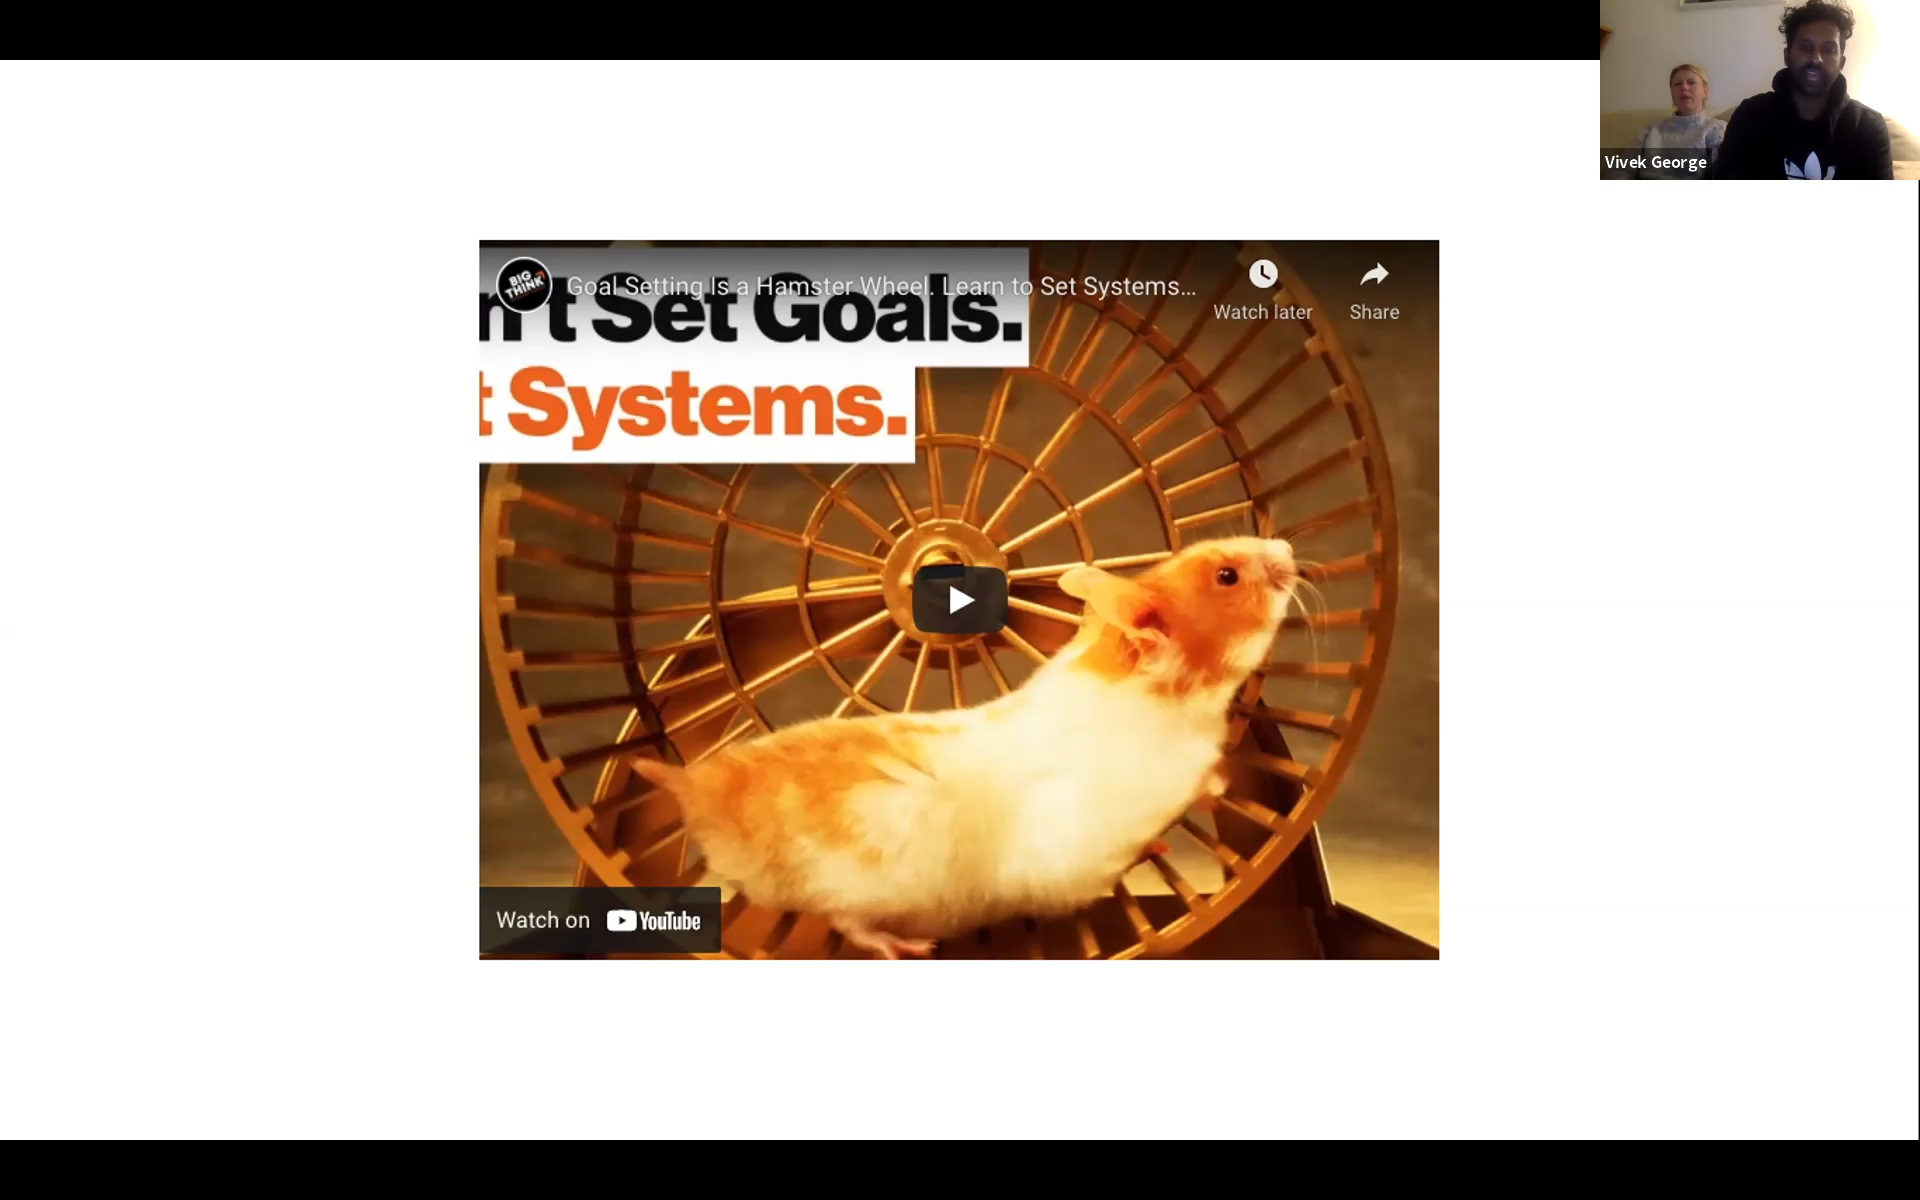 Vivek George
BIG
THINK
Goal Setting Is a Hamster Wheel. Learn to Set Systems...
Watch later
Share
n't Set Goals.
t Systems.
Watch on YouTube